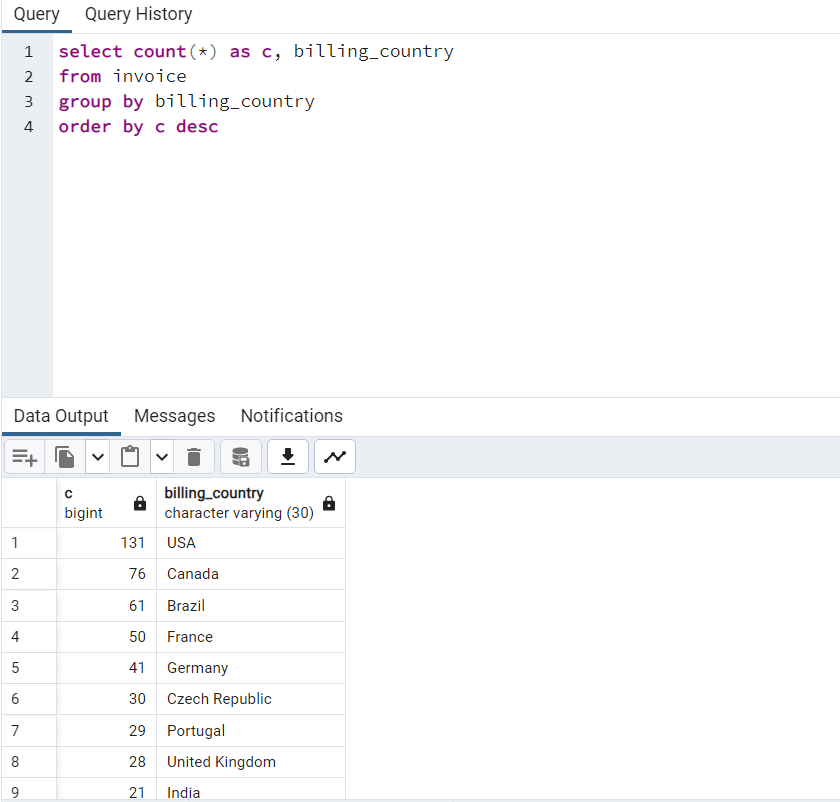 Query Query History
1 select count(*) as c, billing_country
2 from invoice
3 group by billing_country
4 order by c desc
Data Output Messages Notifications
c billing_country
bigint character varying (30)
1 131 USA
2 76 Canada
3 61 Brazil
4 50 France
5 41 Germany
6 30 Czech Republic
7 29 Portugal
8 28 United Kingdom
9 21 India